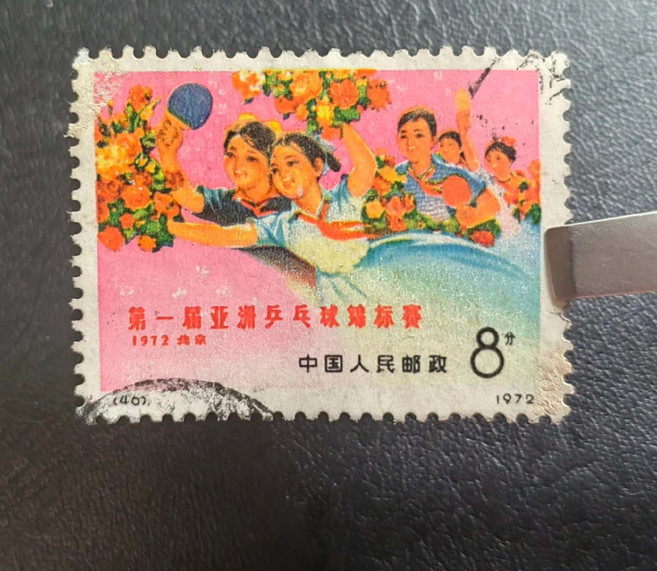 第一届亚洲乒乓球锦标赛
1972 北京
中国人民邮政 8分
(46) 1972